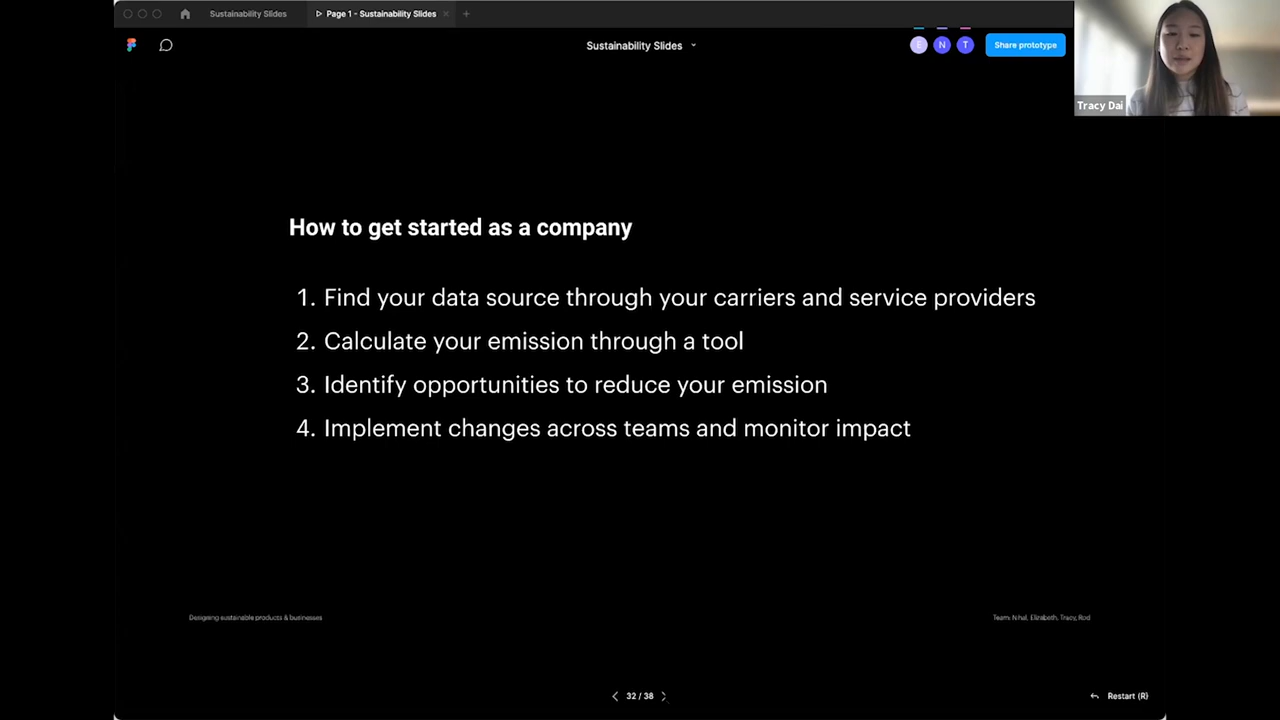 Sustainability Slides
Page 1 - Sustainability Slides
Sustainability Slides
E N T
Share prototype
Tracy Dai
How to get started as a company
1. Find your data source through your carriers and service providers
2. Calculate your emission through a tool
3. Identify opportunities to reduce your emission
4. Implement changes across teams and monitor impact
Designing sustainable products & businesses
Team: Nihal, Elizabeth, Tracy, Rod
32 / 38
Restart (R)